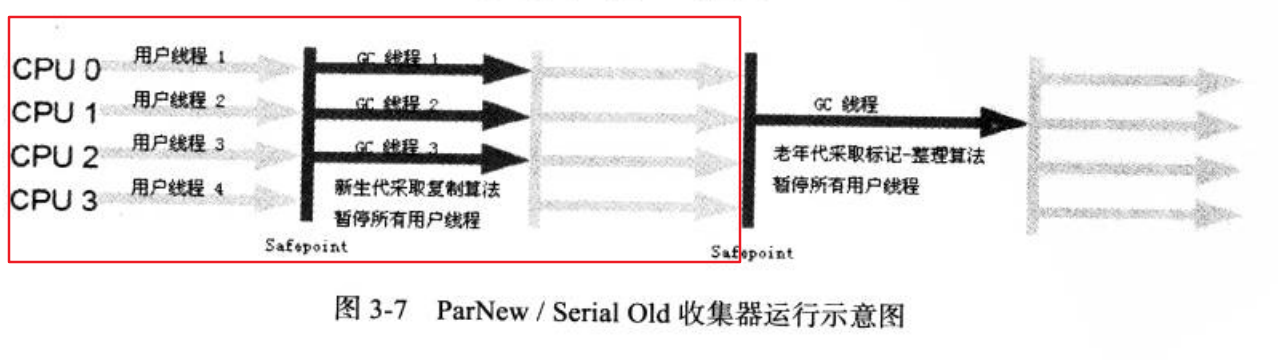 CPU 0
用户线程 1
GC 线程 1
CPU 1
用户线程 2
GC 线程 2
GC 线程
CPU 2
用户线程 3
GC 线程 3
老年代采取标记-整理算法
暂停所有用户线程
CPU 3
用户线程 4
新生代采取复制算法
暂停所有用户线程
Safepoint
Safepoint
图 3-7 ParNew / Serial Old 收集器运行示意图